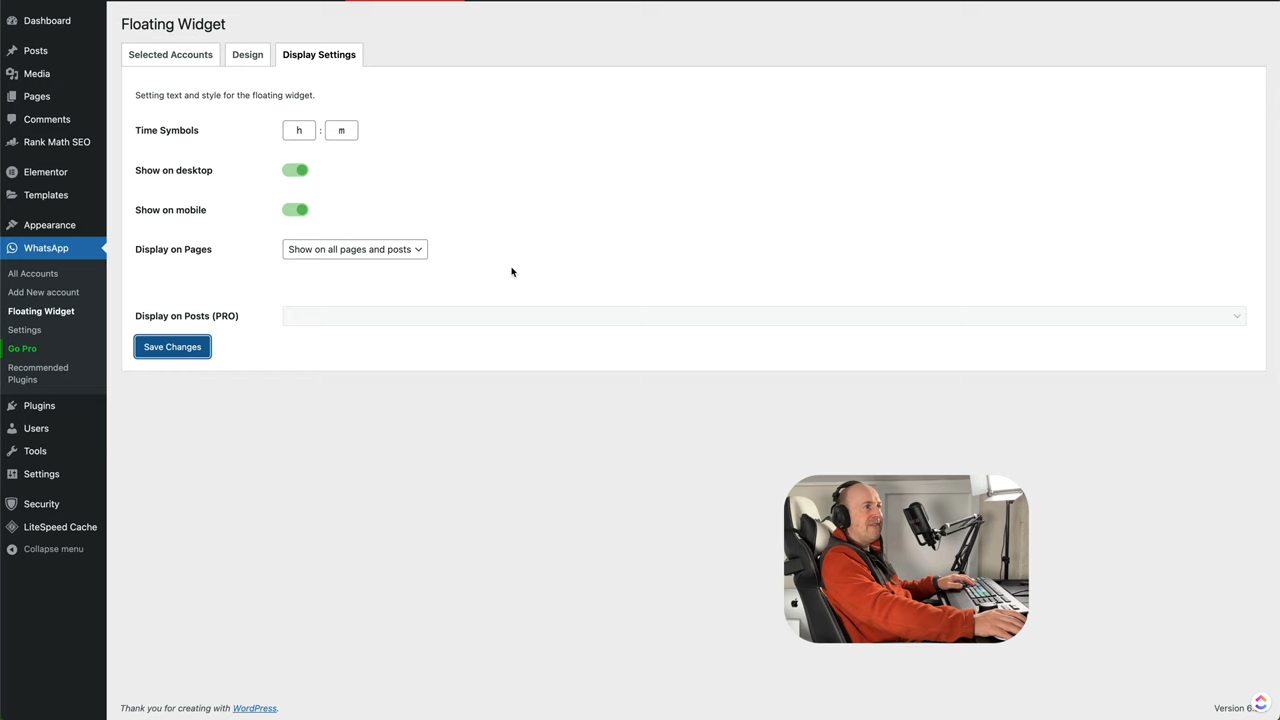 Dashboard
Posts
Media
Pages
Comments
Rank Math SEO
Elementor
Templates
Appearance
WhatsApp
All Accounts
Add New account
Floating Widget
Settings
Go Pro
Recommended
Plugins
Plugins
Users
Tools
Settings
Security
LiteSpeed Cache
Collapse menu
Floating Widget
Selected Accounts Design Display Settings
Setting text and style for the floating widget.
Time Symbols h : m
Show on desktop
Show on mobile
Display on Pages Show on all pages and posts
Display on Posts (PRO)
Save Changes
Thank you for creating with WordPress.
Version